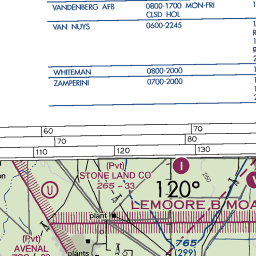 VANDENBERG AFB 0800-1700 MON-FRI
CLSD HOL
VAN NUYS 0600-2245
WHITEMAN 0800-2000
ZAMPERINI 0700-2000
60 70
110 120 130
70
(Pvt)
STONE LAND CO
265 - 33
I
120°
U
LEMOORE B MOA
plant
(Pvt)
AVENAL
765
(299)
plants